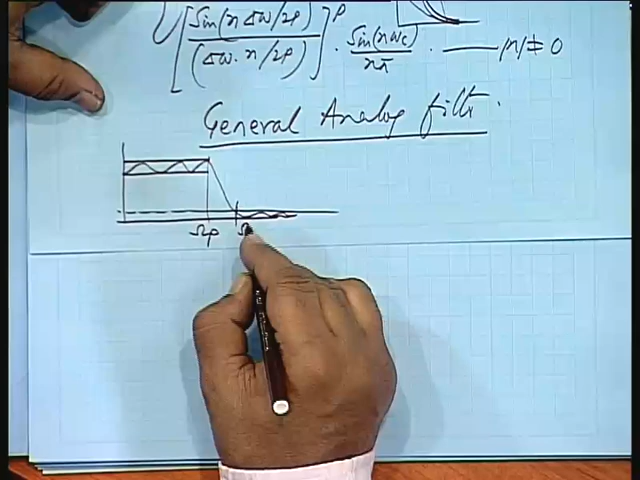 [Sin(n Δω/2p) / (Δω·n/2p)]^p · Sin(nωc) / nπ · —— |n| ≠ 0
General Analog filt.
Ωp Ω